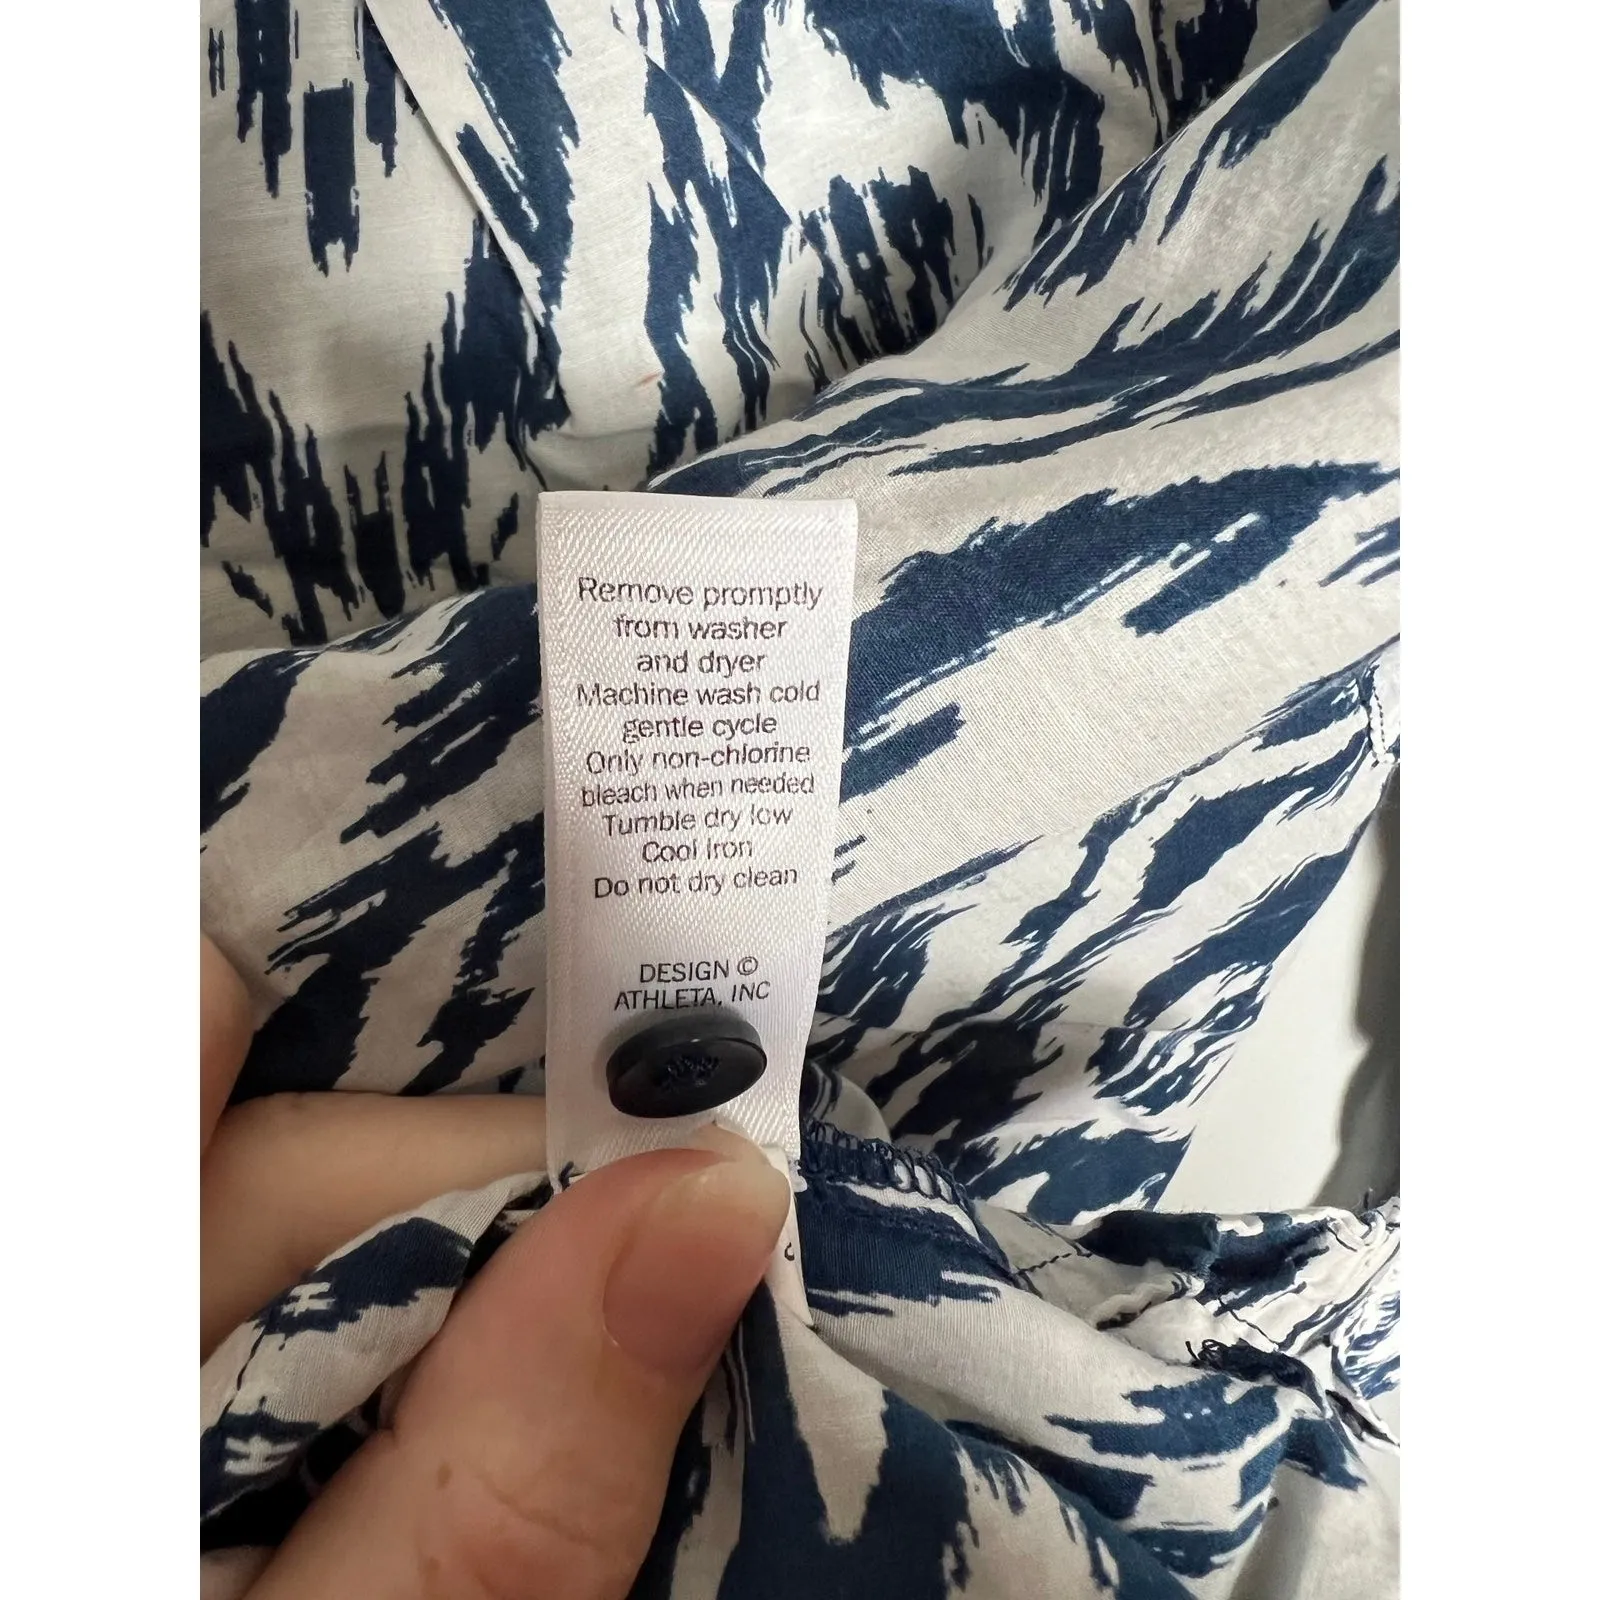 Remove promptly
from washer
and dryer
Machine wash cold
gentle cycle
Only non-chlorine
bleach when needed
Tumble dry low
Cool iron
Do not dry clean
DESIGN ©
ATHLETA, INC